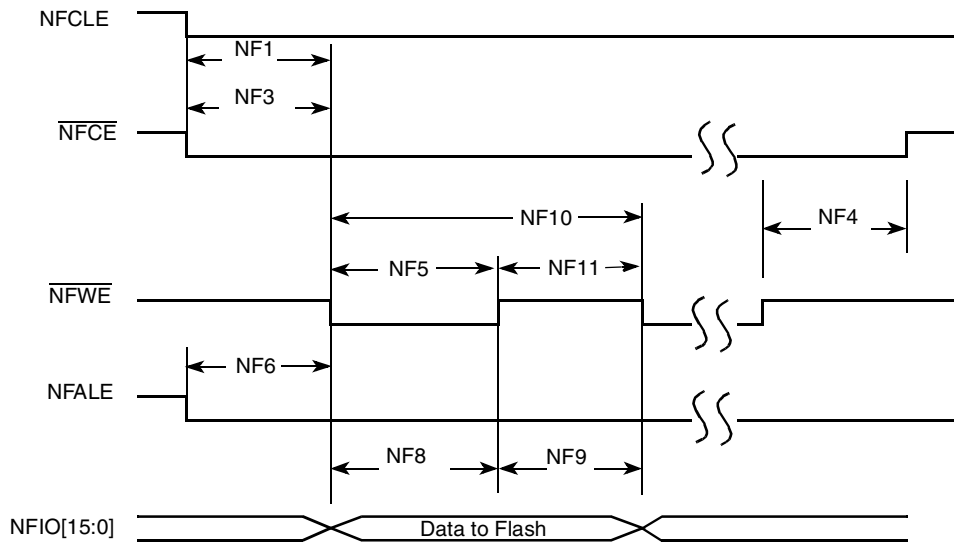 NFCLE
NF1
NF3
NFCE
NF10
NF4
NF5
NF11
NFWE
NF6
NFALE
NF8
NF9
NFIO[15:0]
Data to Flash